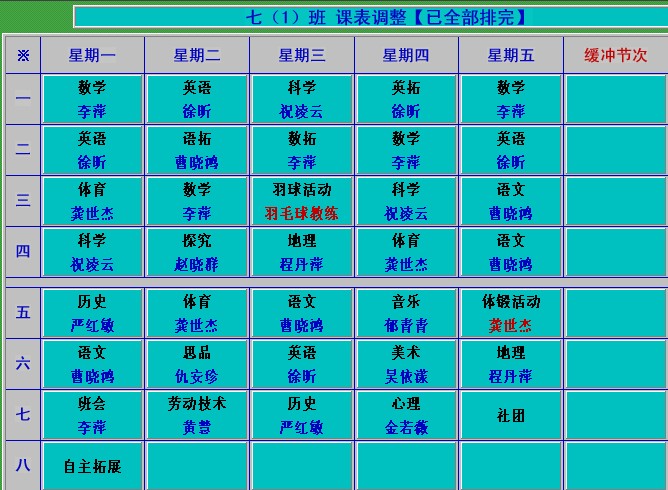 七（1）班 课表调整【已全部排完】
※ 星期一 星期二 星期三 星期四 星期五 缓冲节次
一 数学 英语 科学 英拓 数学
李萍 徐昕 祝凌云 徐昕 李萍
二 英语 语拓 数拓 数学 英语
徐昕 曹晓鸿 李萍 李萍 徐昕
三 体育 数学 羽球活动 科学 语文
龚世杰 李萍 羽毛球教练 祝凌云 曹晓鸿
四 科学 探究 地理 体育 语文
祝凌云 赵晓群 程丹萍 龚世杰 曹晓鸿
五 历史 体育 语文 音乐 体锻活动
严红敏 龚世杰 曹晓鸿 郁青青 龚世杰
六 语文 思品 英语 美术 地理
曹晓鸿 仇安珍 徐昕 吴依漾 程丹萍
七 班会 劳动技术 历史 心理 社团
李萍 黄慧 严红敏 金若薇
八 自主拓展